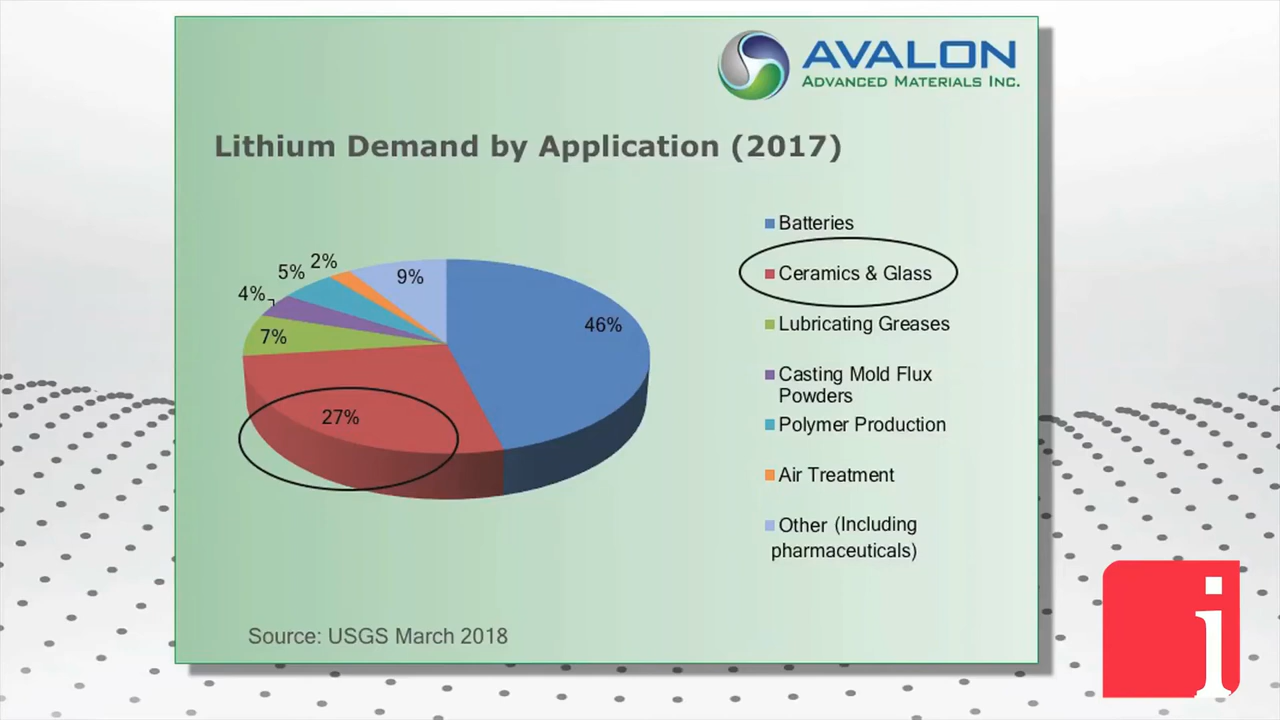 AVALON
ADVANCED MATERIALS INC.
Lithium Demand by Application (2017)
Batteries
Ceramics & Glass
Lubricating Greases
Casting Mold Flux
Powders
Polymer Production
Air Treatment
Other (Including
pharmaceuticals)
2%
5%
9%
4%
46%
7%
27%
Source: USGS March 2018
i